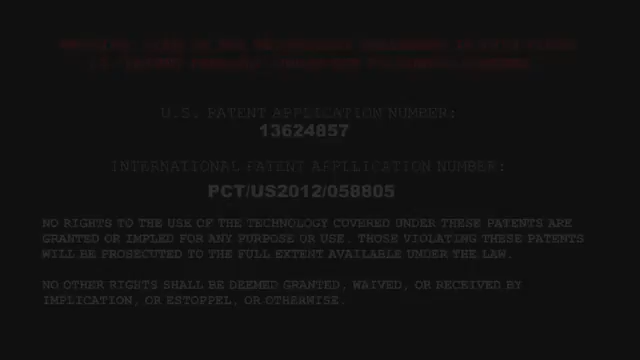 U.S. PATENT APPLICATION NUMBER:
13624857
INTERNATIONAL PATENT APPLLICATION NUMBER:
PCT/US2012/058805
NO RIGHTS TO THE USE OF THE TECHNOLOGY COVERED UNDER THESE PATENTS ARE
GRANTED OR IMPLED FOR ANY PURPOSE OR USE. THOSE VIOLATING THESE PATENTS
WILL BE PROSECUTED TO THE FULL EXTENT AVAILABLE UNDER THE LAW.
NO OTHER RIGHTS SHALL BE DEEMED GRANTED, WAIVED, OR RECEIVED BY
IMPLICATION, OR ESTOPPEL, OR OTHERWISE.